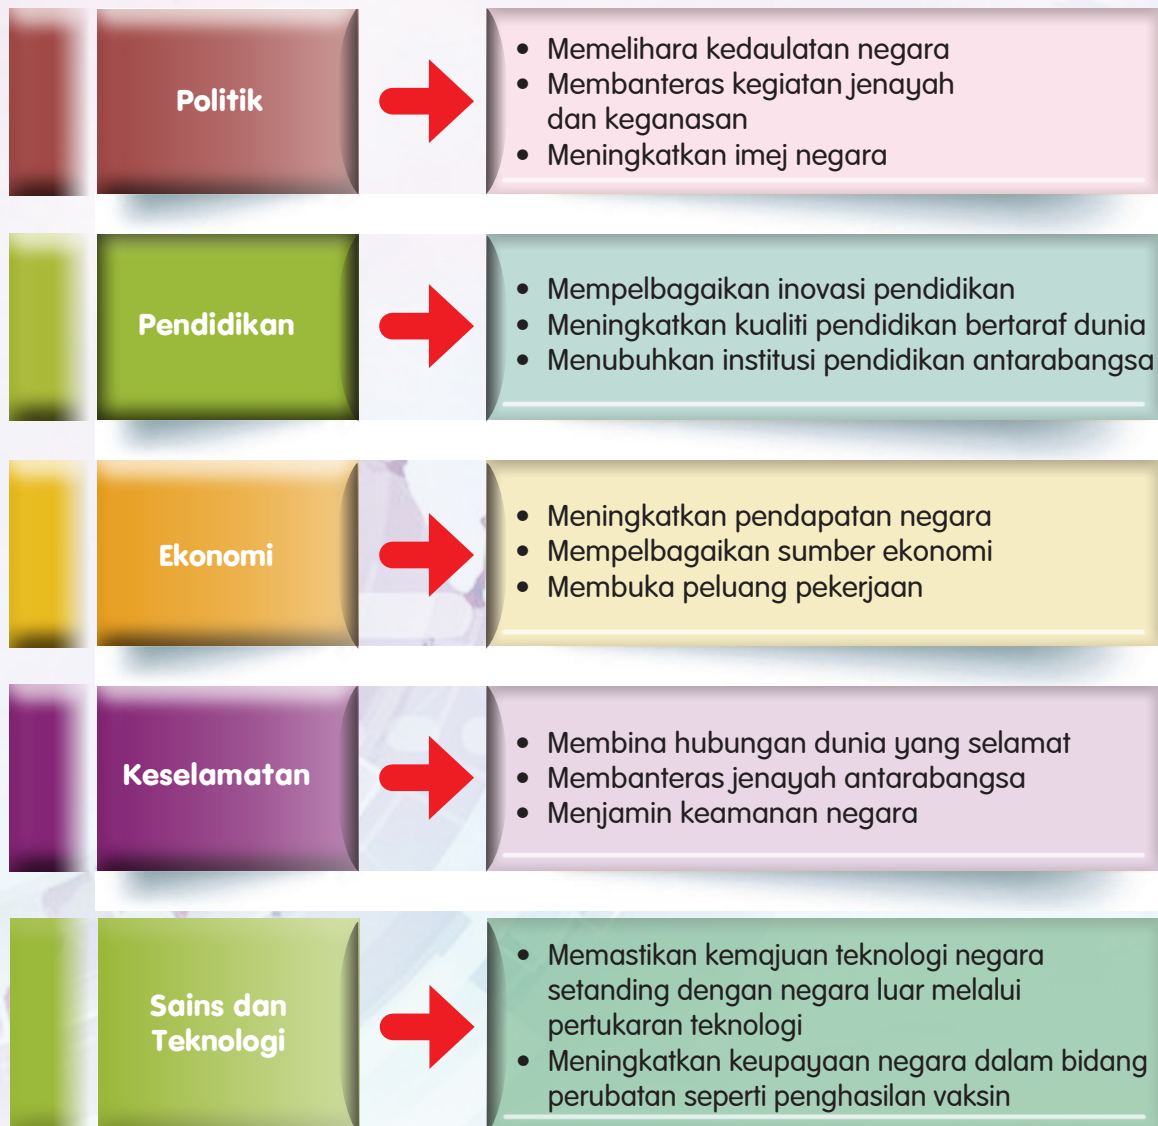 Politik
• Memelihara kedaulatan negara
• Membanteras kegiatan jenayah
dan keganasan
• Meningkatkan imej negara
Pendidikan
• Mempelbagaikan inovasi pendidikan
• Meningkatkan kualiti pendidikan bertaraf dunia
• Menubuhkan institusi pendidikan antarabangsa
Ekonomi
• Meningkatkan pendapatan negara
• Mempelbagaikan sumber ekonomi
• Membuka peluang pekerjaan
Keselamatan
• Membina hubungan dunia yang selamat
• Membanteras jenayah antarabangsa
• Menjamin keamanan negara
Sains dan
Teknologi
• Memastikan kemajuan teknologi negara
setanding dengan negara luar melalui
pertukaran teknologi
• Meningkatkan keupayaan negara dalam bidang
perubatan seperti penghasilan vaksin